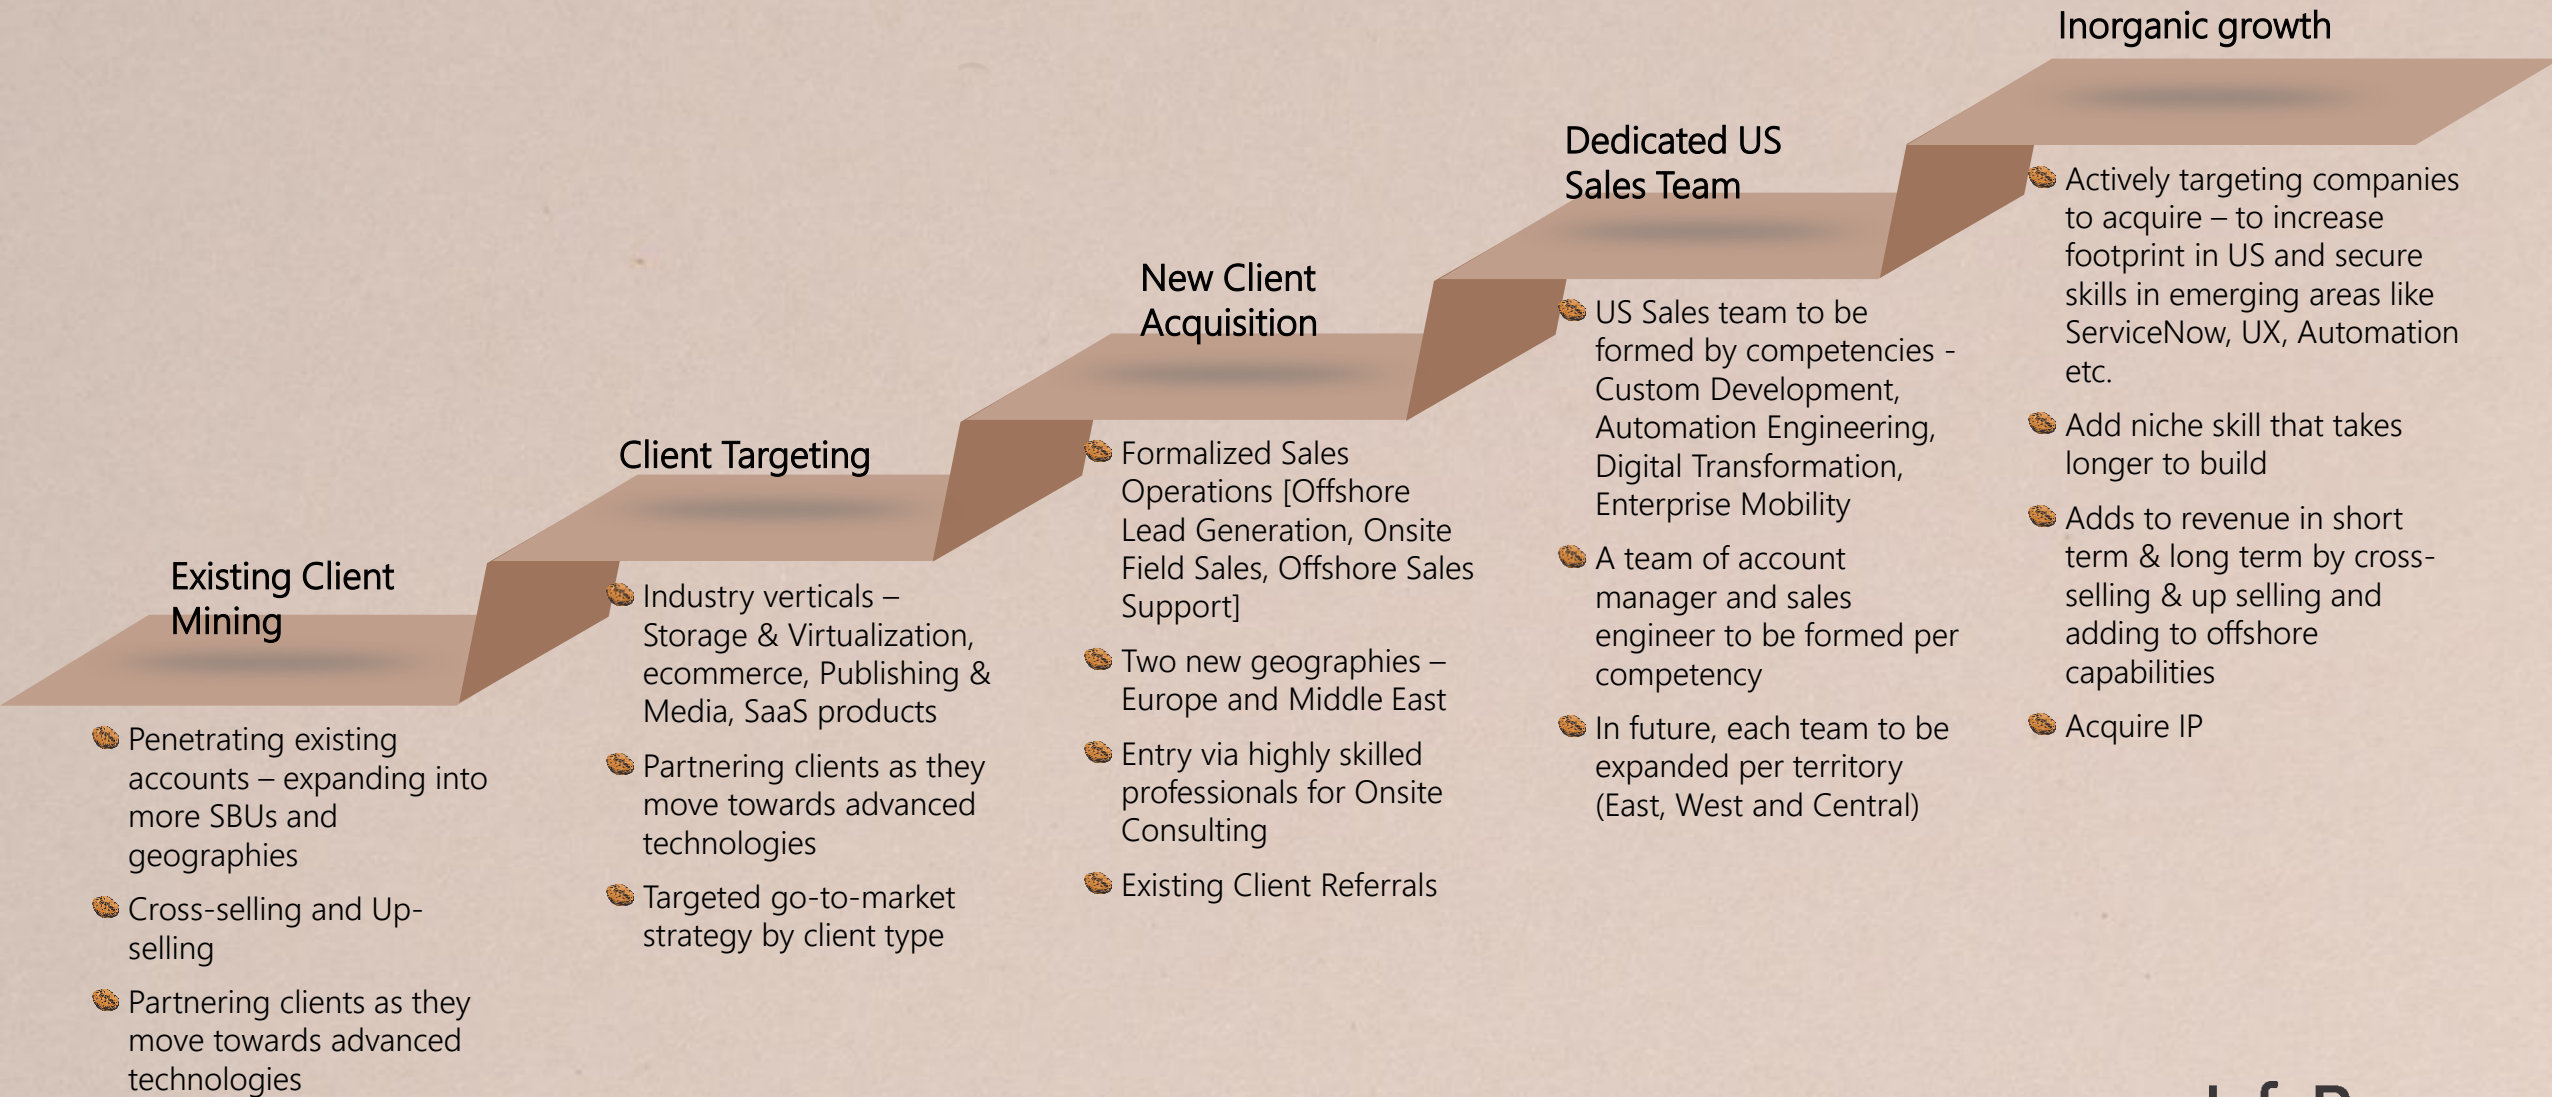 Existing Client
Mining
Penetrating existing
accounts – expanding into
more SBUs and
geographies
Cross-selling and Up-
selling
Partnering clients as they
move towards advanced
technologies
Client Targeting
Industry verticals –
Storage & Virtualization,
ecommerce, Publishing &
Media, SaaS products
Partnering clients as they
move towards advanced
technologies
Targeted go-to-market
strategy by client type
New Client
Acquisition
Formalized Sales
Operations [Offshore
Lead Generation, Onsite
Field Sales, Offshore Sales
Support]
Two new geographies –
Europe and Middle East
Entry via highly skilled
professionals for Onsite
Consulting
Existing Client Referrals
Dedicated US
Sales Team
US Sales team to be
formed by competencies -
Custom Development,
Automation Engineering,
Digital Transformation,
Enterprise Mobility
A team of account
manager and sales
engineer to be formed per
competency
In future, each team to be
expanded per territory
(East, West and Central)
Inorganic growth
Actively targeting companies
to acquire – to increase
footprint in US and secure
skills in emerging areas like
ServiceNow, UX, Automation
etc.
Add niche skill that takes
longer to build
Adds to revenue in short
term & long term by cross-
selling & up selling and
adding to offshore
capabilities
Acquire IP